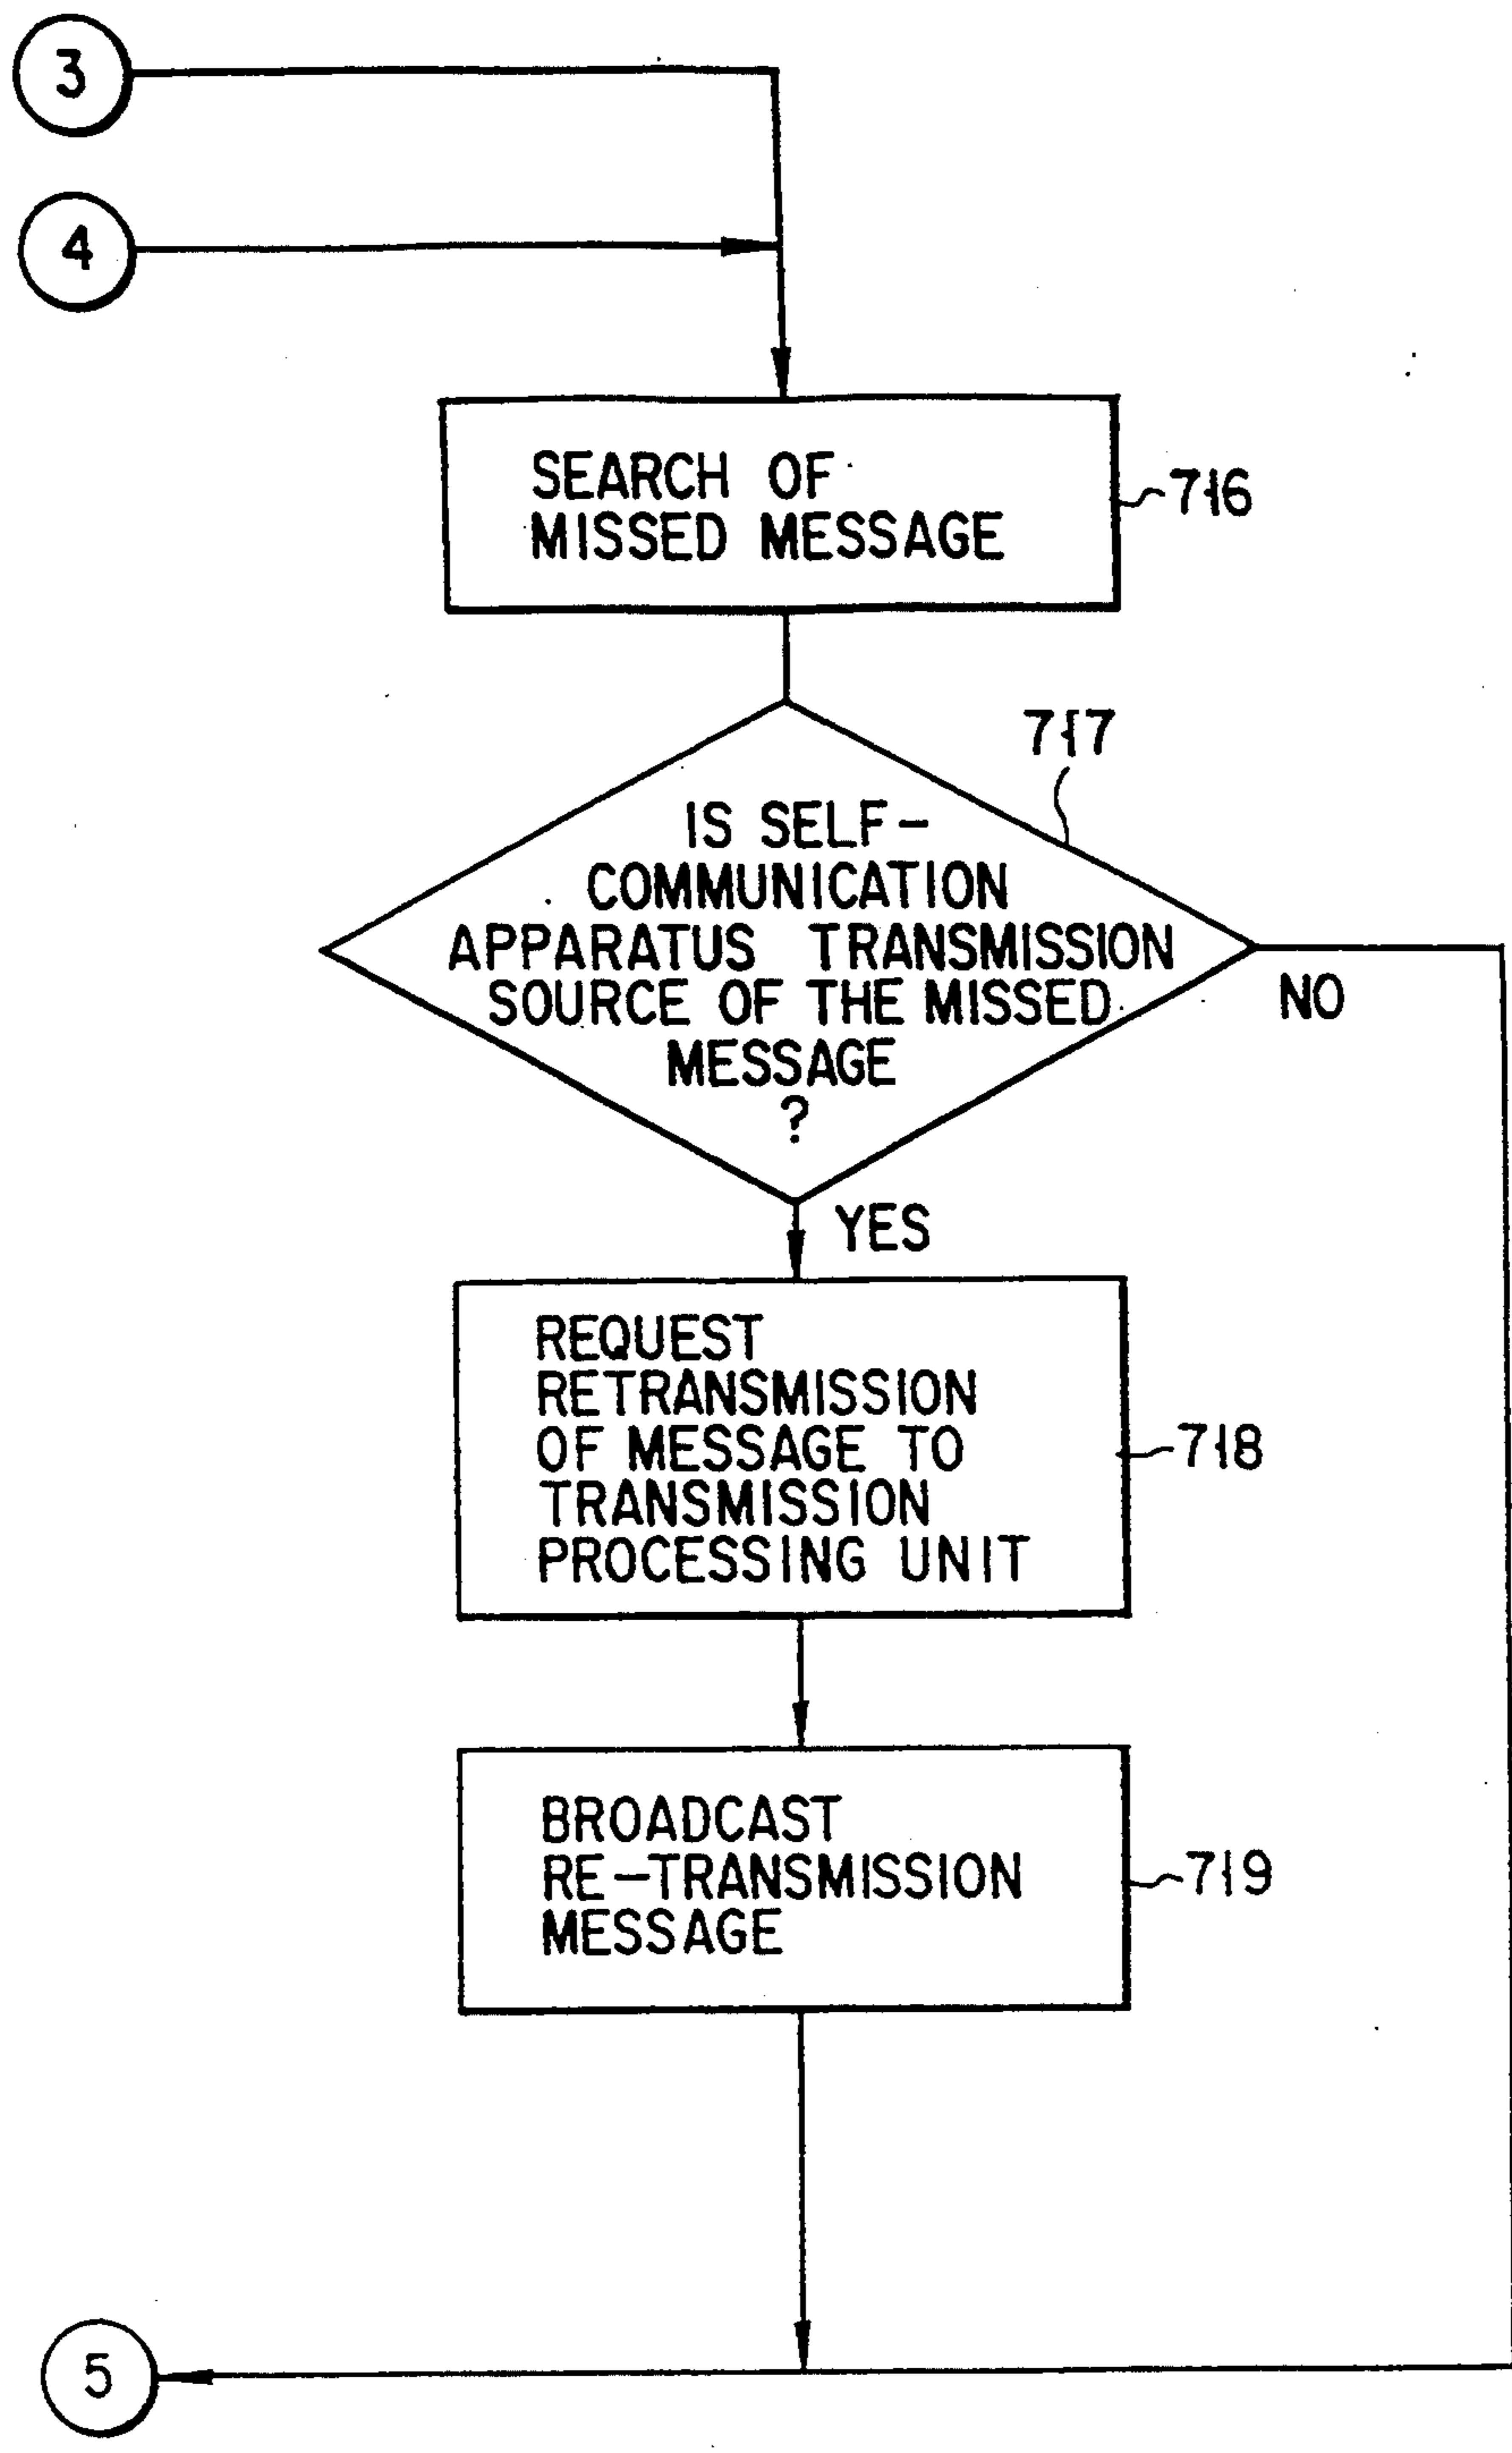 3
4
SEARCH OF
MISSED MESSAGE
716
717
IS SELF-
COMMUNICATION
APPARATUS TRANSMISSION
SOURCE OF THE MISSED
MESSAGE
?
NO
YES
REQUEST
RETRANSMISSION
OF MESSAGE TO
TRANSMISSION
PROCESSING UNIT
718
BROADCAST
RE-TRANSMISSION
MESSAGE
719
5